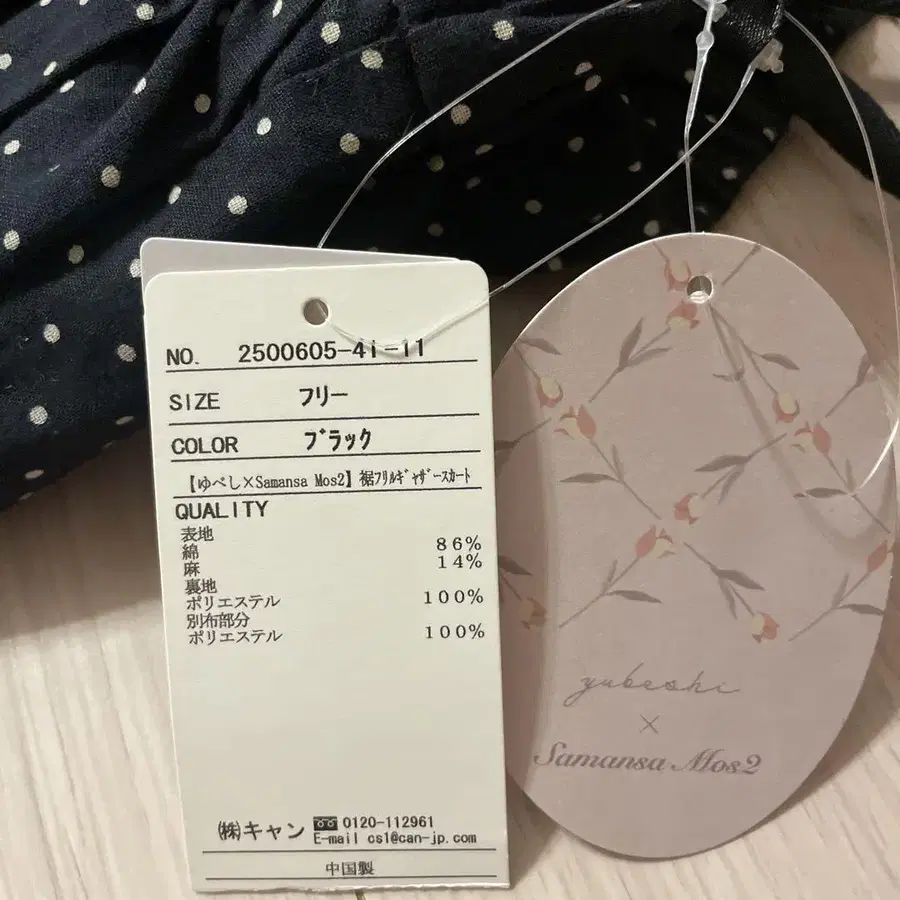 NO. 2500605-41-11
SIZE フリー
COLOR ブラック
【ゆべし×Samansa Mos2】裾フリルギャザースカート
QUALITY
表地
綿 86%
麻 14%
裏地
ポリエステル 100%
別布部分
ポリエステル 100%
㈱キャン 0120-112961
E-mail cs1@can-jp.com
中国製
yubeshi
×
Samansa Mos2